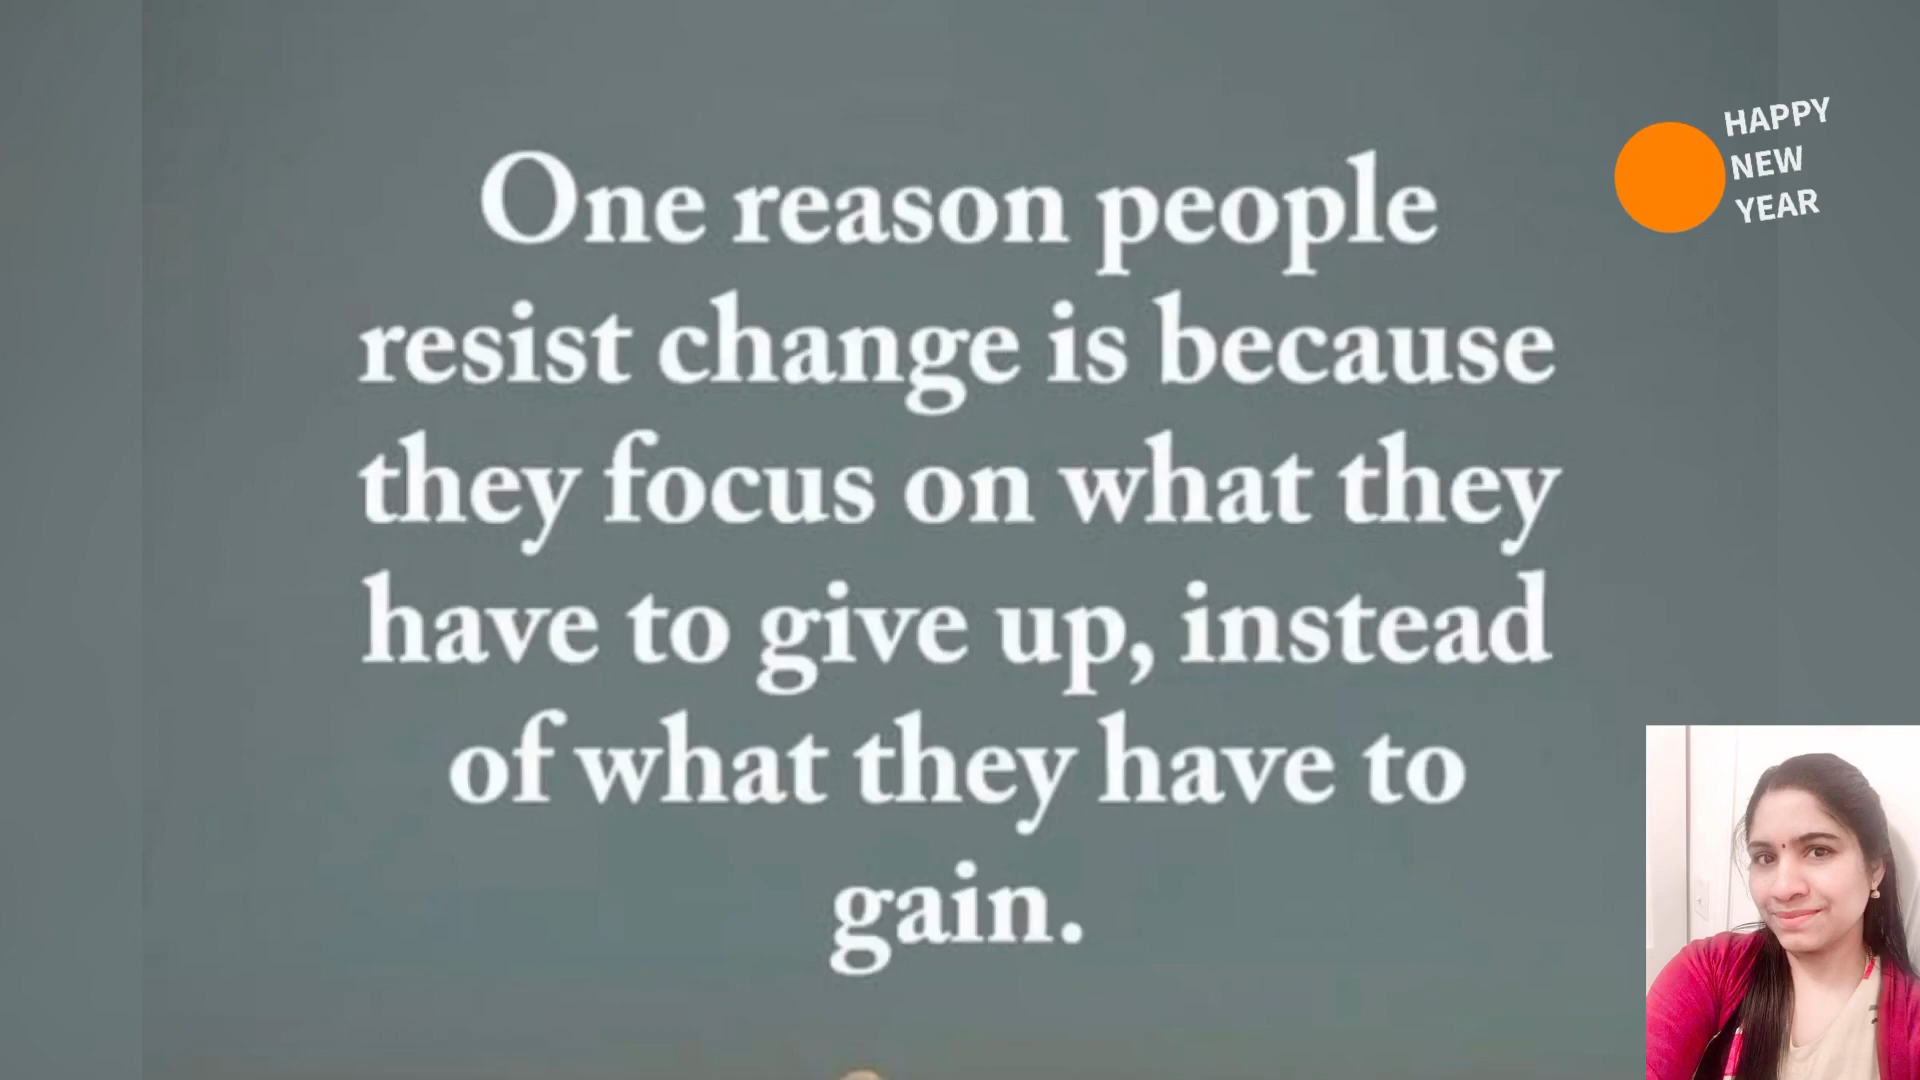 One reason people
resist change is because
they focus on what they
have to give up, instead
of what they have to
gain.
HAPPY
NEW
YEAR